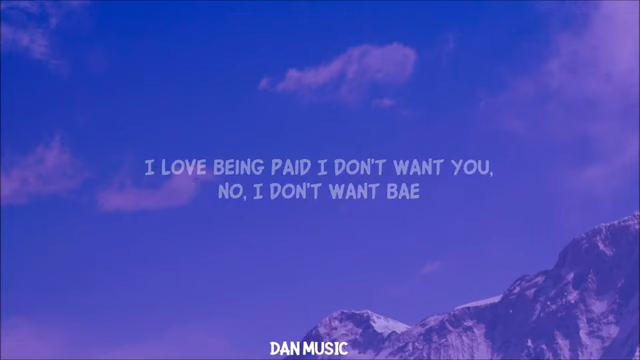 I LOVE BEING PAID I DON'T WANT YOU,
NO, I DON'T WANT BAE
DAN MUSIC